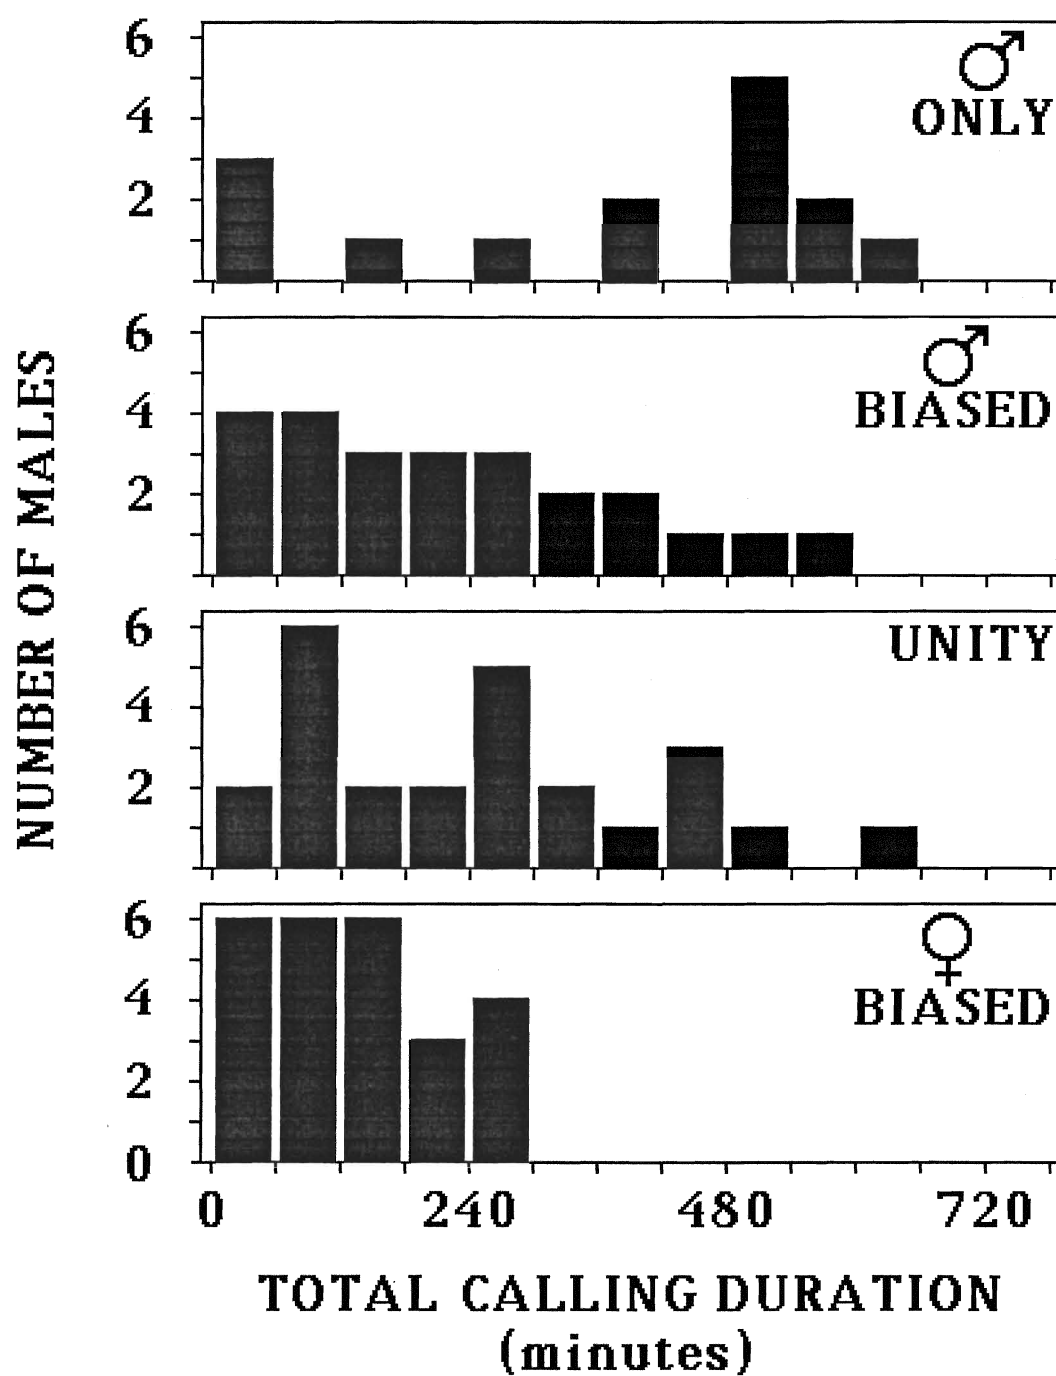 6
4
2
♂
ONLY
6
4
2
♂
BIASED
6
4
2
UNITY
6
4
2
0
♀
BIASED
0 240 480 720
NUMBER OF MALES
TOTAL CALLING DURATION
(minutes)